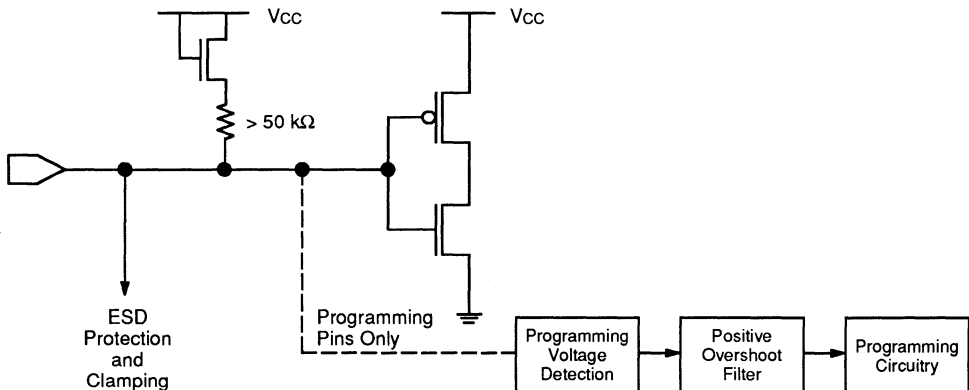 VCC
VCC
> 50 kΩ
ESD
Protection
and
Clamping
Programming
Pins Only
Programming
Voltage
Detection
Positive
Overshoot
Filter
Programming
Circuitry